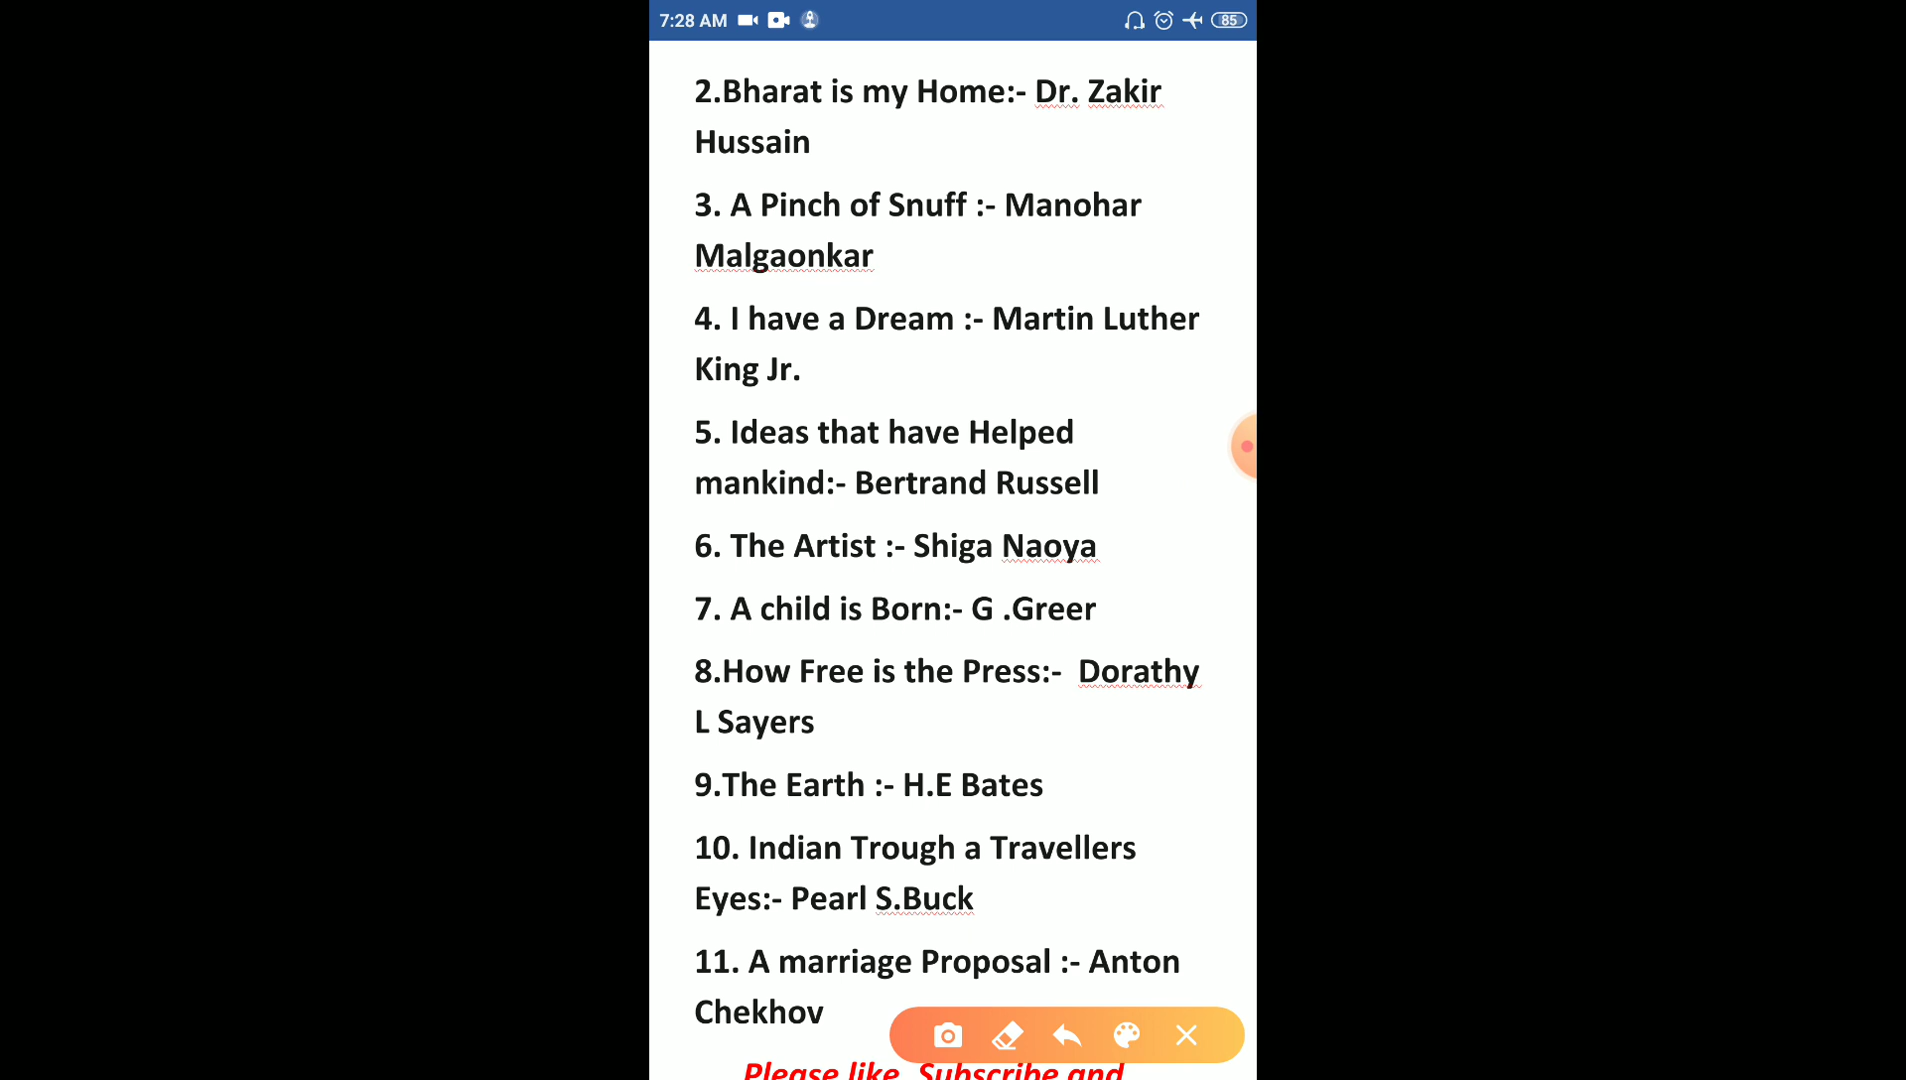 7:28 AM
85
2.Bharat is my Home:- Dr. Zakir
Hussain
3. A Pinch of Snuff :- Manohar
Malgaonkar
4. I have a Dream :- Martin Luther
King Jr.
5. Ideas that have Helped
mankind:- Bertrand Russell
6. The Artist :- Shiga Naoya
7. A child is Born:- G .Greer
8.How Free is the Press:-  Dorathy
L Sayers
9.The Earth :- H.E Bates
10. Indian Trough a Travellers
Eyes:- Pearl S.Buck
11. A marriage Proposal :- Anton
Chekhov
Please like, Subscribe and